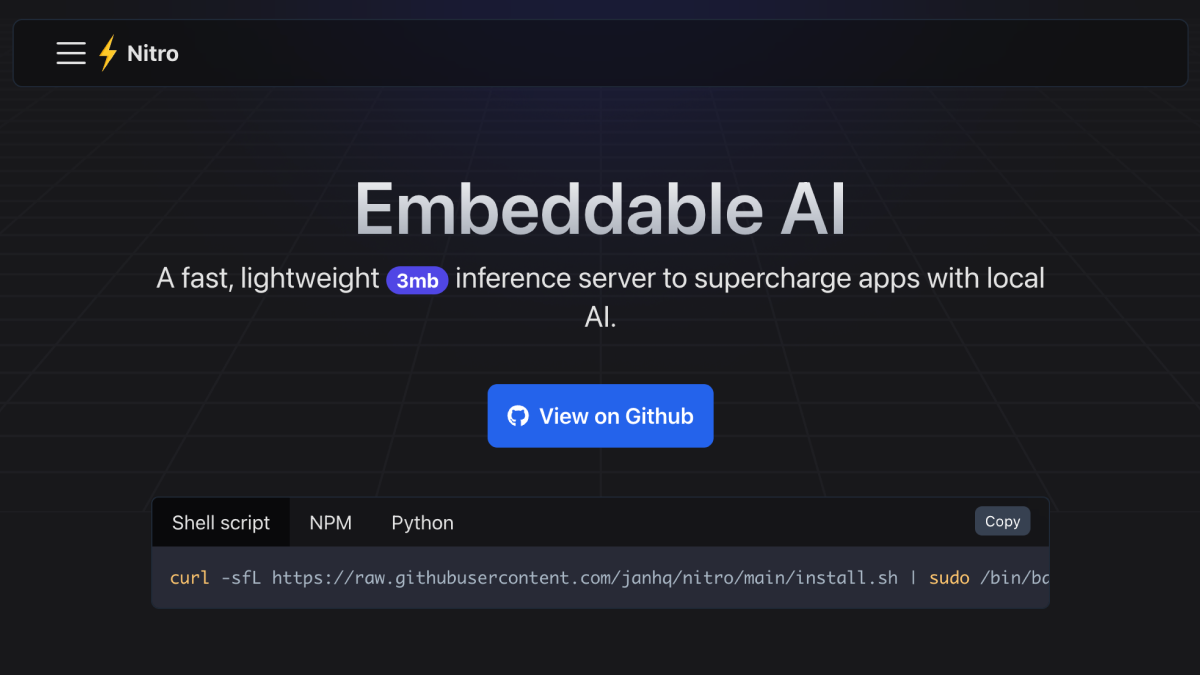 Nitro
Embeddable AI
A fast, lightweight 3mb inference server to supercharge apps with local
AI.
View on Github
Shell script NPM Python Copy
curl -sfL https://raw.githubusercontent.com/janhq/nitro/main/install.sh | sudo /bin/ba